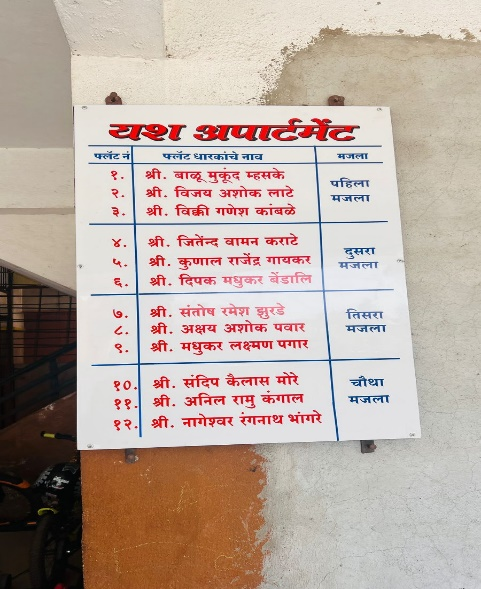 यश अपार्टमेंट
फ्लॅट नं फ्लॅट धारकांचे नाव मजला
१. श्री. बाळू मुकूंद म्हसके
२. श्री. विजय अशोक लाटे
३. श्री. विक्की गणेश कांबळे
पहिला
मजला
४. श्री. जितेंन्द वामन कराटे
५. श्री. कुणाल राजेंद्र गायकर
६. श्री. दिपक मधुकर बेंडालि
दुसरा
मजला
७. श्री. संतोष रमेश झुरडे
८. श्री. अक्षय अशोक पवार
९. श्री. मधुकर लक्ष्मण पगार
तिसरा
मजला
१०. श्री. संदिप कैलास मोरे
११. श्री. अनिल रामु कंगाल
१२. श्री. नागेश्वर रंगनाथ भांगरे
चौथा
मजला